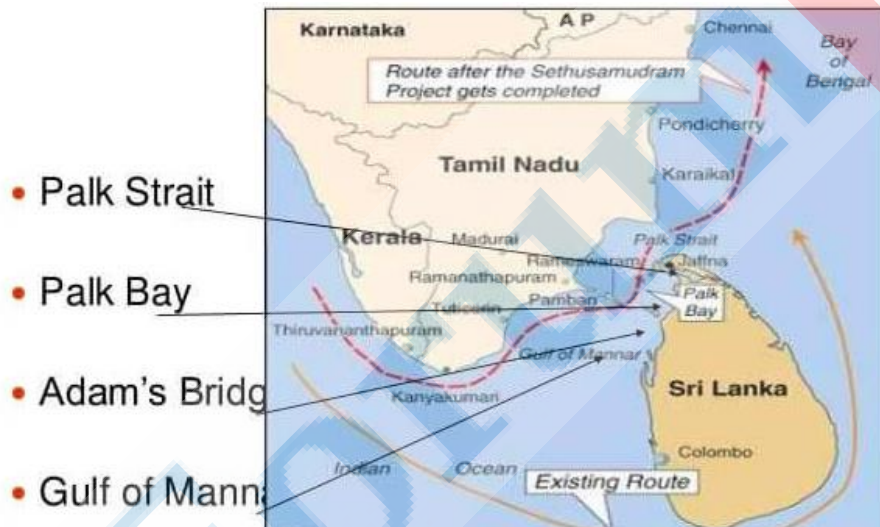 • Palk Strait
• Palk Bay
• Adam's Bridg
• Gulf of Manna
Karnataka
A P
Chennai
Bay
of
Bengal
Route after the Sethusamudram
Project gets completed
Pondicherry
Tamil Nadu
Karaikal
Kerala
Madurai
Palk Strait
Rameswaram
Jaffna
Ramanathapuram
Palk
Bay
Tuticorin
Pamban
Thiruvananthapuram
Gulf of Mannar
Kanyakumari
Sri Lanka
Colombo
Indian Ocean
Existing Route